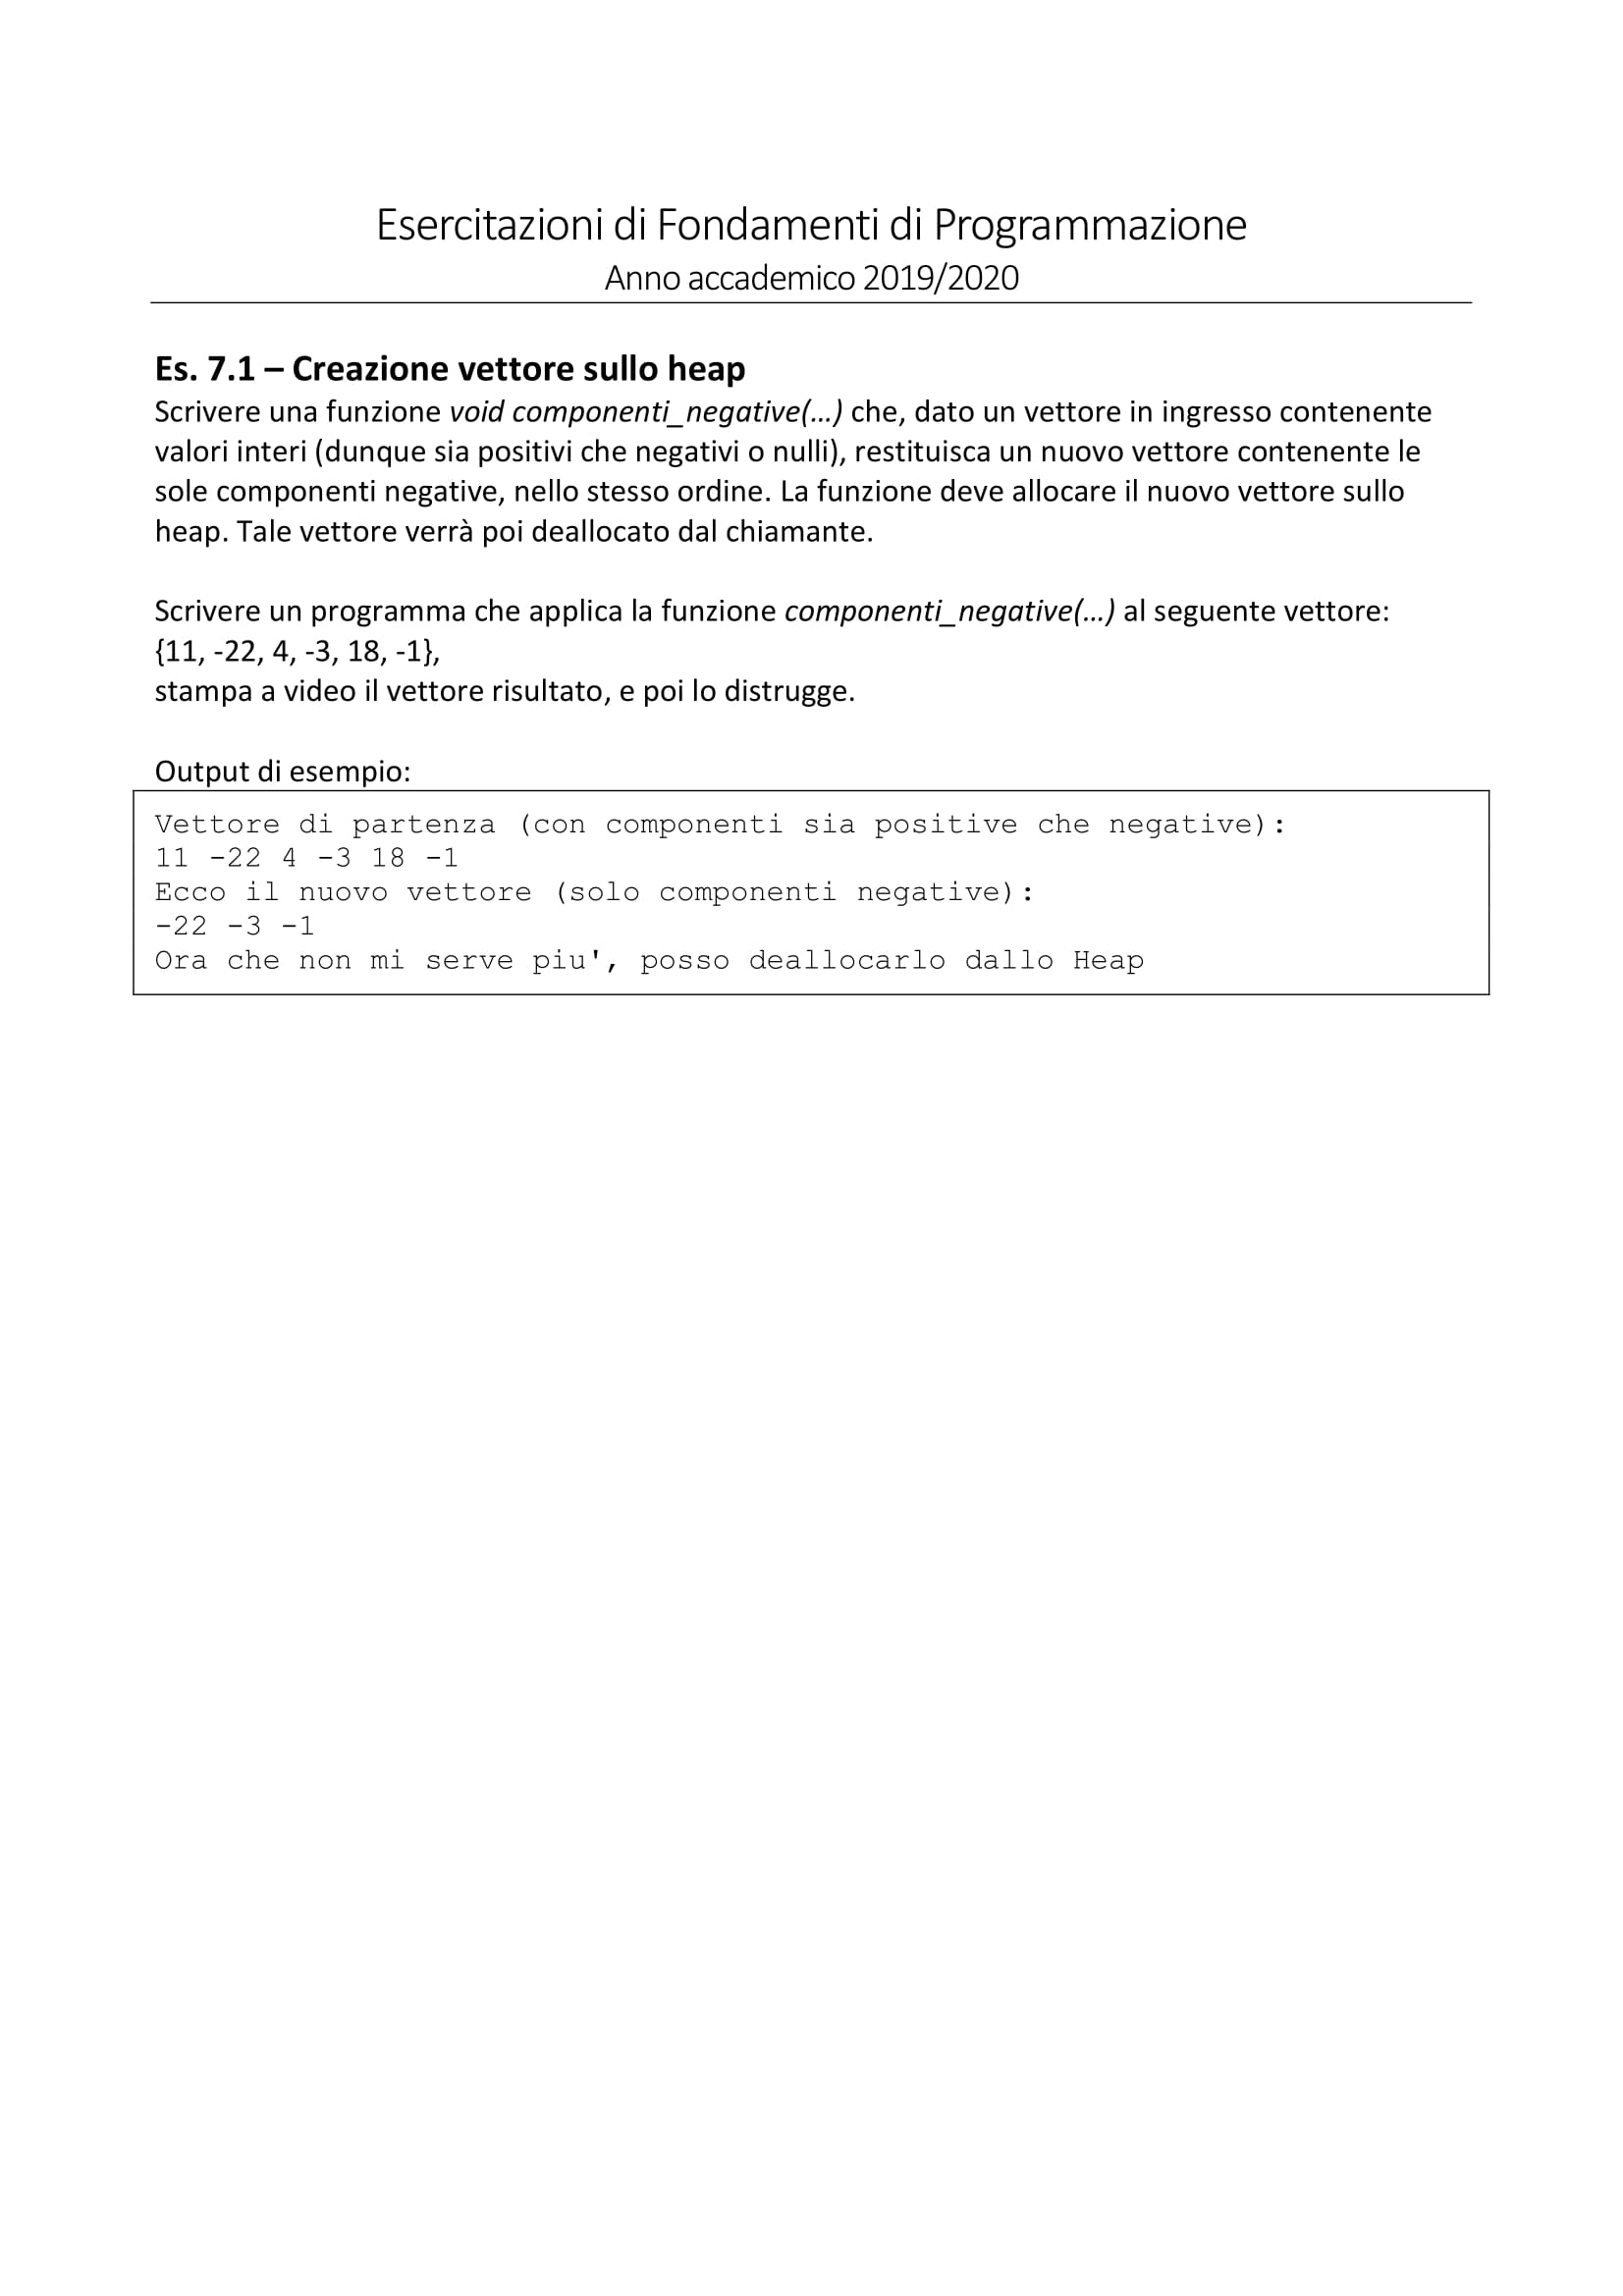 Esercitazioni di Fondamenti di Programmazione
Anno accademico 2019/2020
Es. 7.1 – Creazione vettore sullo heap
Scrivere una funzione void componenti_negative(…) che, dato un vettore in ingresso contenente
valori interi (dunque sia positivi che negativi o nulli), restituisca un nuovo vettore contenente le
sole componenti negative, nello stesso ordine. La funzione deve allocare il nuovo vettore sullo
heap. Tale vettore verrà poi deallocato dal chiamante.
Scrivere un programma che applica la funzione componenti_negative(…) al seguente vettore:
{11, -22, 4, -3, 18, -1},
stampa a video il vettore risultato, e poi lo distrugge.
Output di esempio:
Vettore di partenza (con componenti sia positive che negative):
11 -22 4 -3 18 -1
Ecco il nuovo vettore (solo componenti negative):
-22 -3 -1
Ora che non mi serve piu', posso deallocarlo dallo Heap